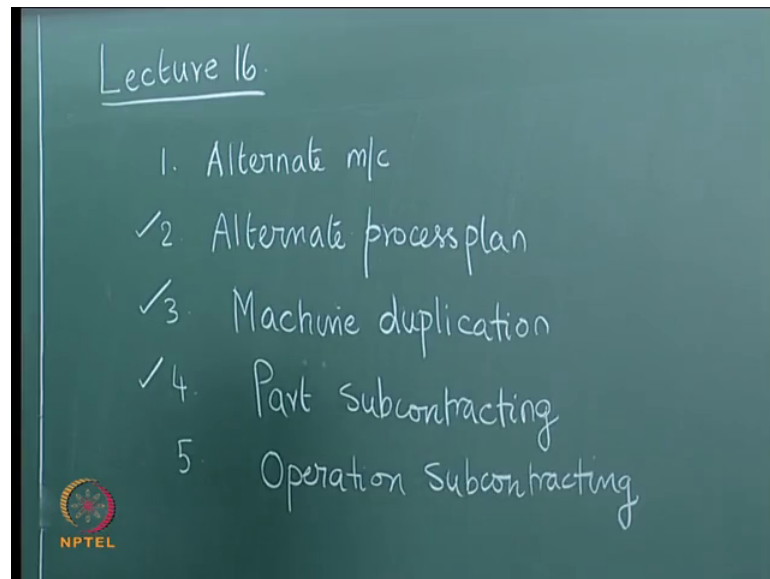 Lecture 16.
1. Alternate m/c
✓2. Alternate process plan
✓3. Machine duplication
✓4. Part Subcontracting
5. Operation Subcontracting
NPTEL